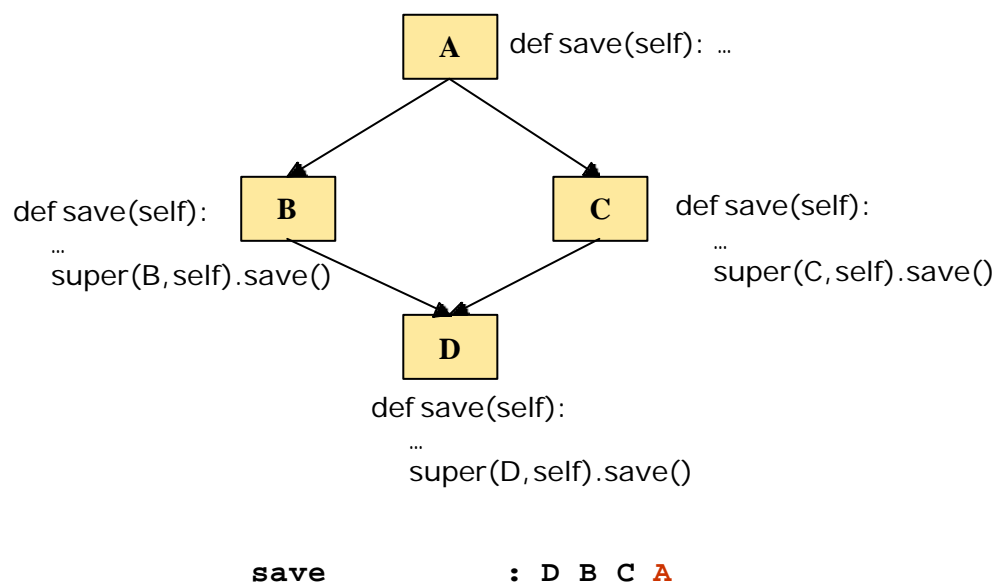 A
def save(self): …
B
def save(self):
…
super(B,self).save()
C
def save(self):
…
super(C,self).save()
D
def save(self):
…
super(D,self).save()
save : D B C A